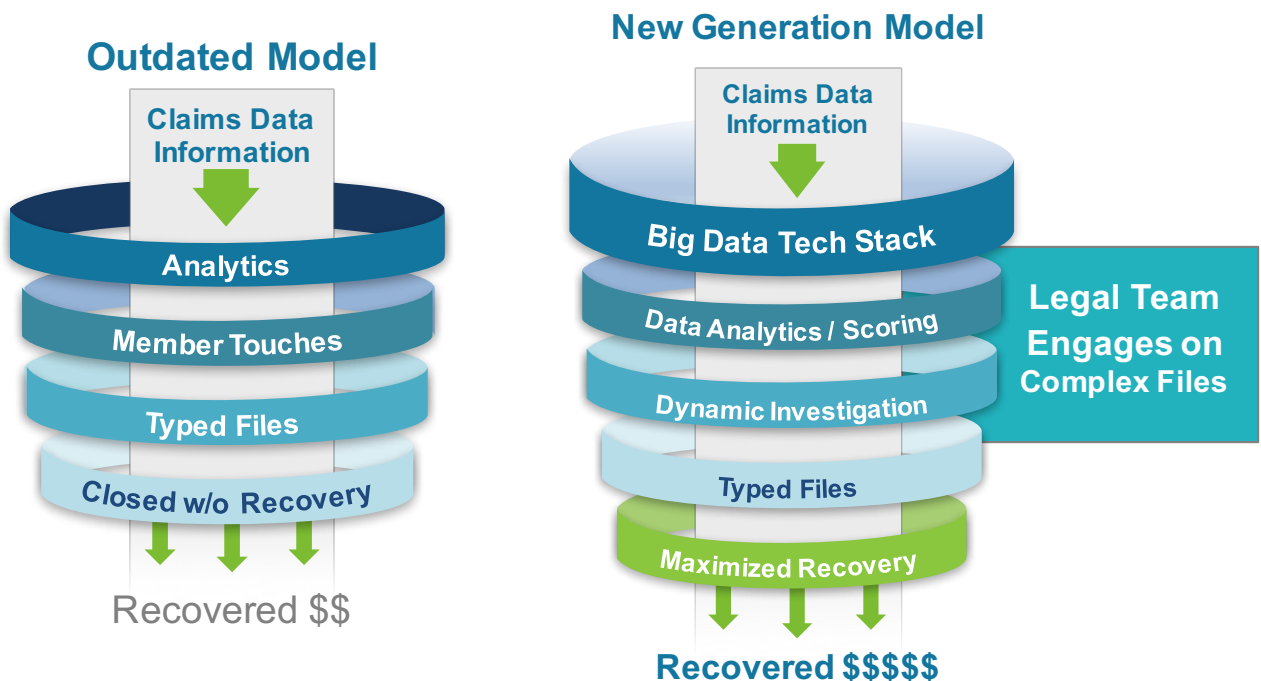 Outdated Model
Claims Data
Information
Analytics
Member Touches
Typed Files
Closed w/o Recovery
Recovered $$
New Generation Model
Claims Data
Information
Big Data Tech Stack
Data Analytics / Scoring
Dynamic Investigation
Typed Files
Maximized Recovery
Recovered $$$$$
Legal Team
Engages on
Complex Files